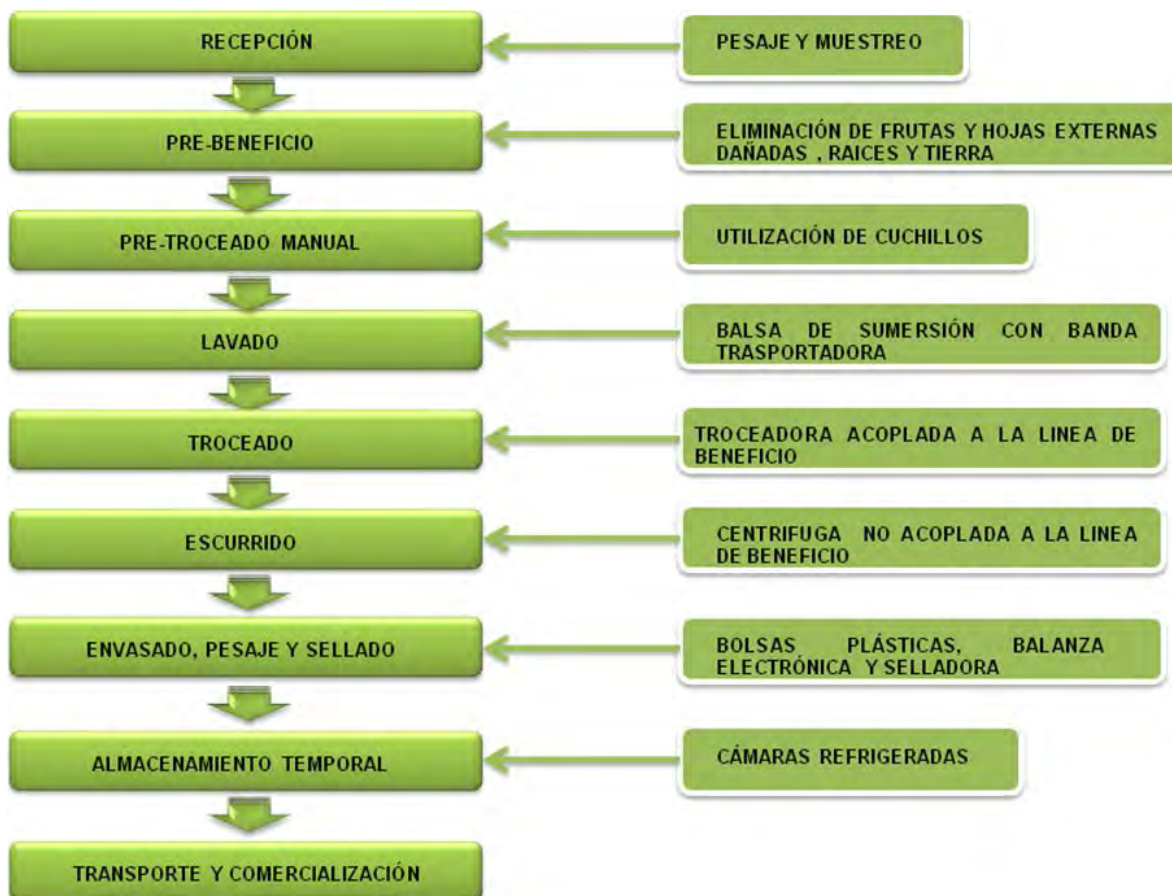 RECEPCIÓN
PESAJE Y MUESTREO
PRE-BENEFICIO
ELIMINACIÓN DE FRUTAS Y HOJAS EXTERNAS
DAÑADAS , RAICES Y TIERRA
PRE-TROCEADO MANUAL
UTILIZACIÓN DE CUCHILLOS
LAVADO
BALSA DE SUMERSIÓN CON BANDA
TRASPORTADORA
TROCEADO
TROCEADORA ACOPLADA A LA LINEA DE
BENEFICIO
ESCURRIDO
CENTRIFUGA NO ACOPLADA A LA LINEA
DE BENEFICIO
ENVASADO, PESAJE Y SELLADO
BOLSAS PLÁSTICAS, BALANZA
ELECTRÓNICA Y SELLADORA
ALMACENAMIENTO TEMPORAL
CÁMARAS REFRIGERADAS
TRANSPORTE Y COMERCIALIZACIÓN